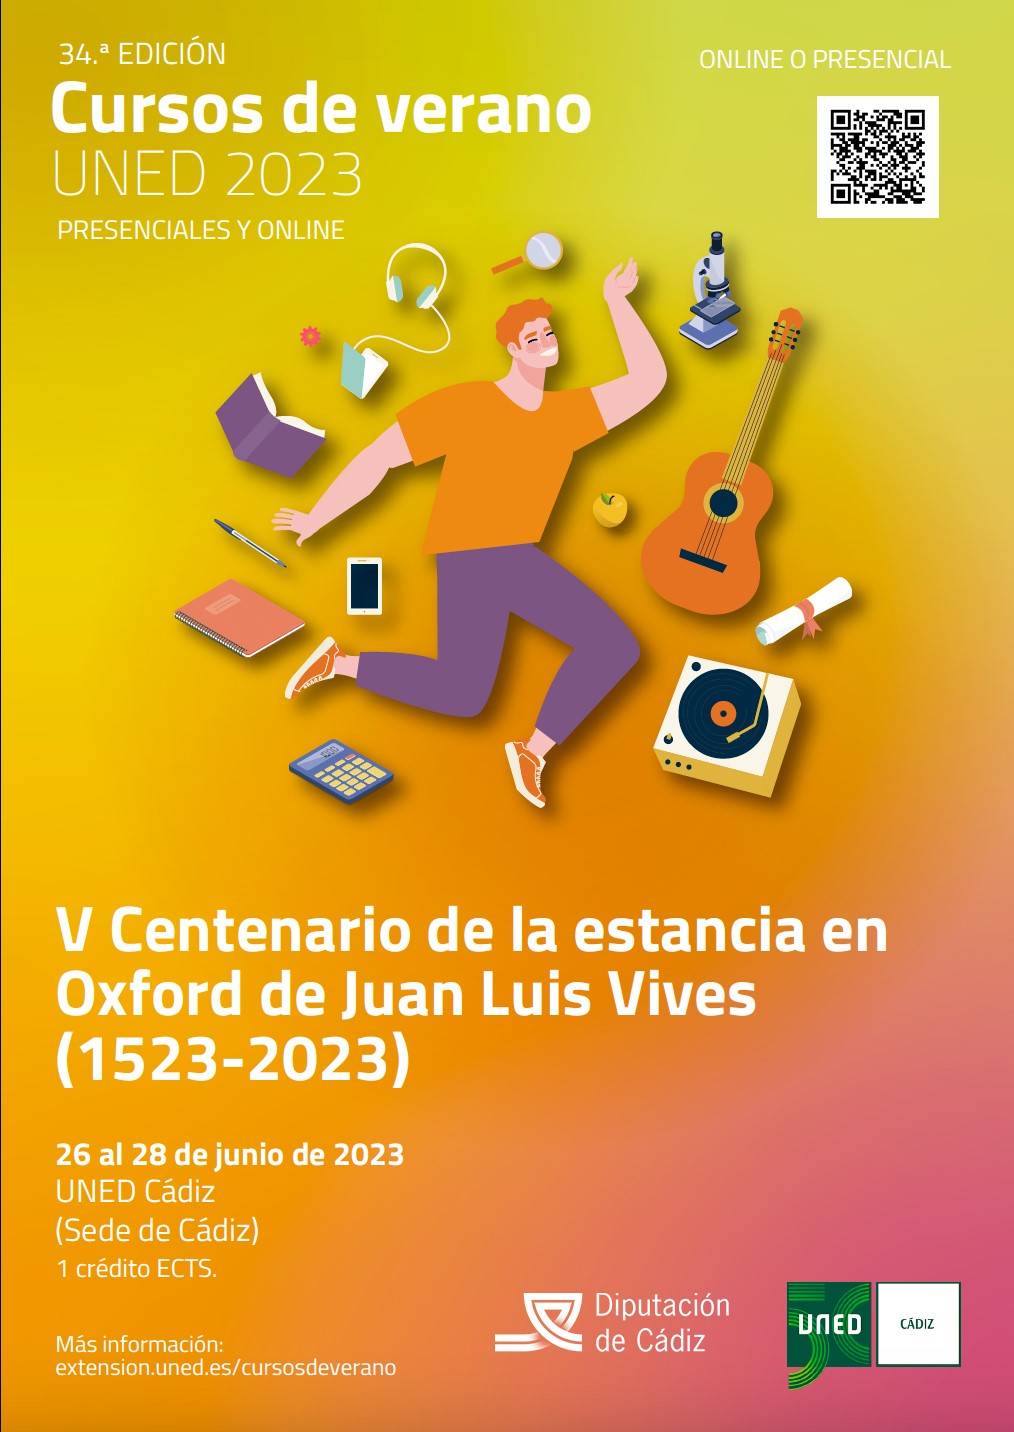 34.ª EDICIÓN
Cursos de verano
UNED 2023
PRESENCIALES Y ONLINE
ONLINE O PRESENCIAL
V Centenario de la estancia en
Oxford de Juan Luis Vives
(1523-2023)
26 al 28 de junio de 2023
UNED Cádiz
(Sede de Cádiz)
1 crédito ECTS.
Más información:
extension.uned.es/cursosdeverano
Diputación
de Cádiz
UNED
CÁDIZ